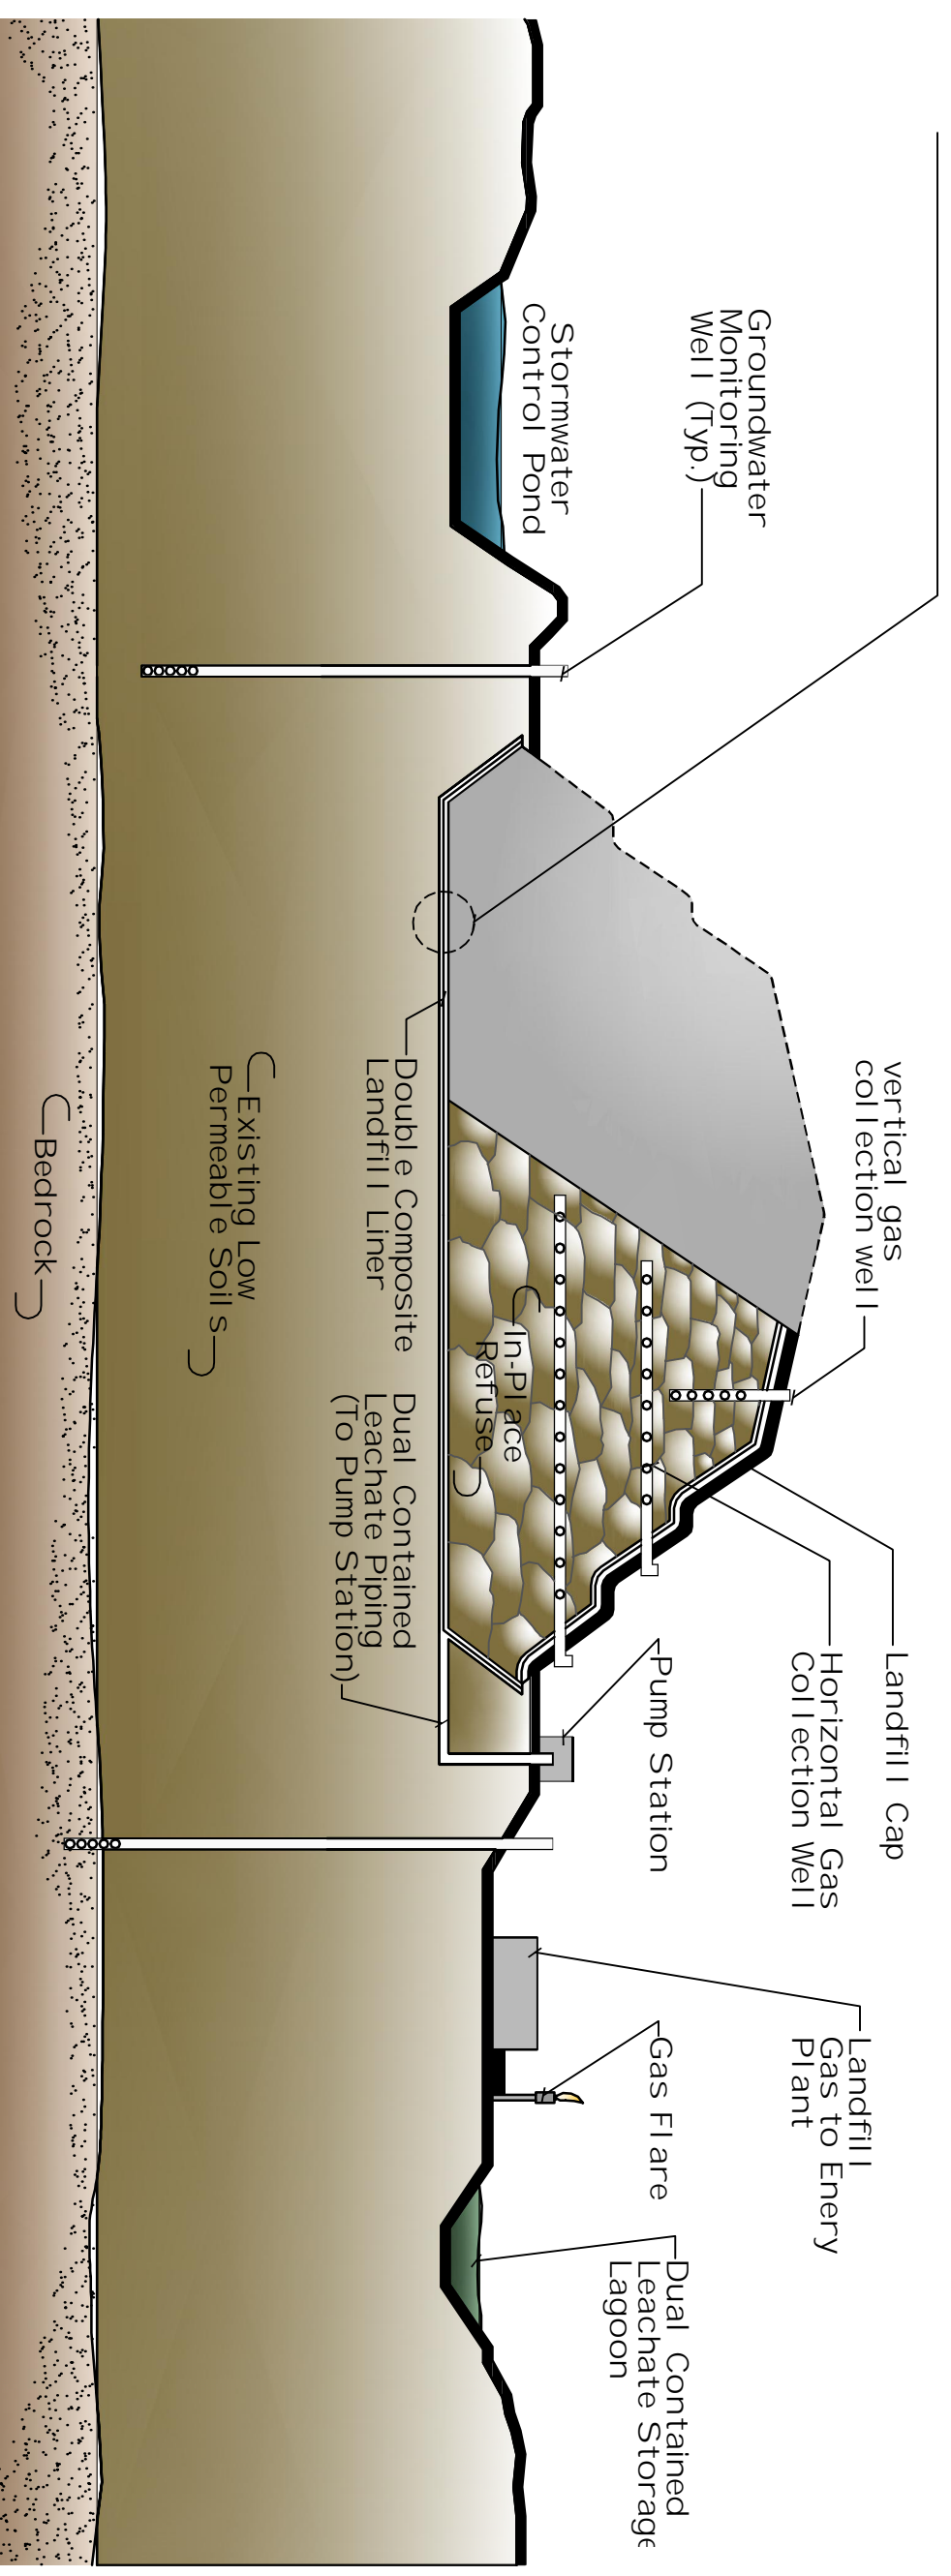 Groundwater
Monitoring
Well (Typ.)
Stormwater
Control Pond
vertical gas
collection well
Double Composite
Landfill Liner
Existing Low
Permeable Soils
Bedrock
In-Place
Refuse
Dual Contained
Leachate Piping
(To Pump Station)
Landfill Cap
Horizontal Gas
Collection Well
Pump Station
Landfill
Gas to Enery
Plant
Gas Flare
Dual Contained
Leachate Storage
Lagoon